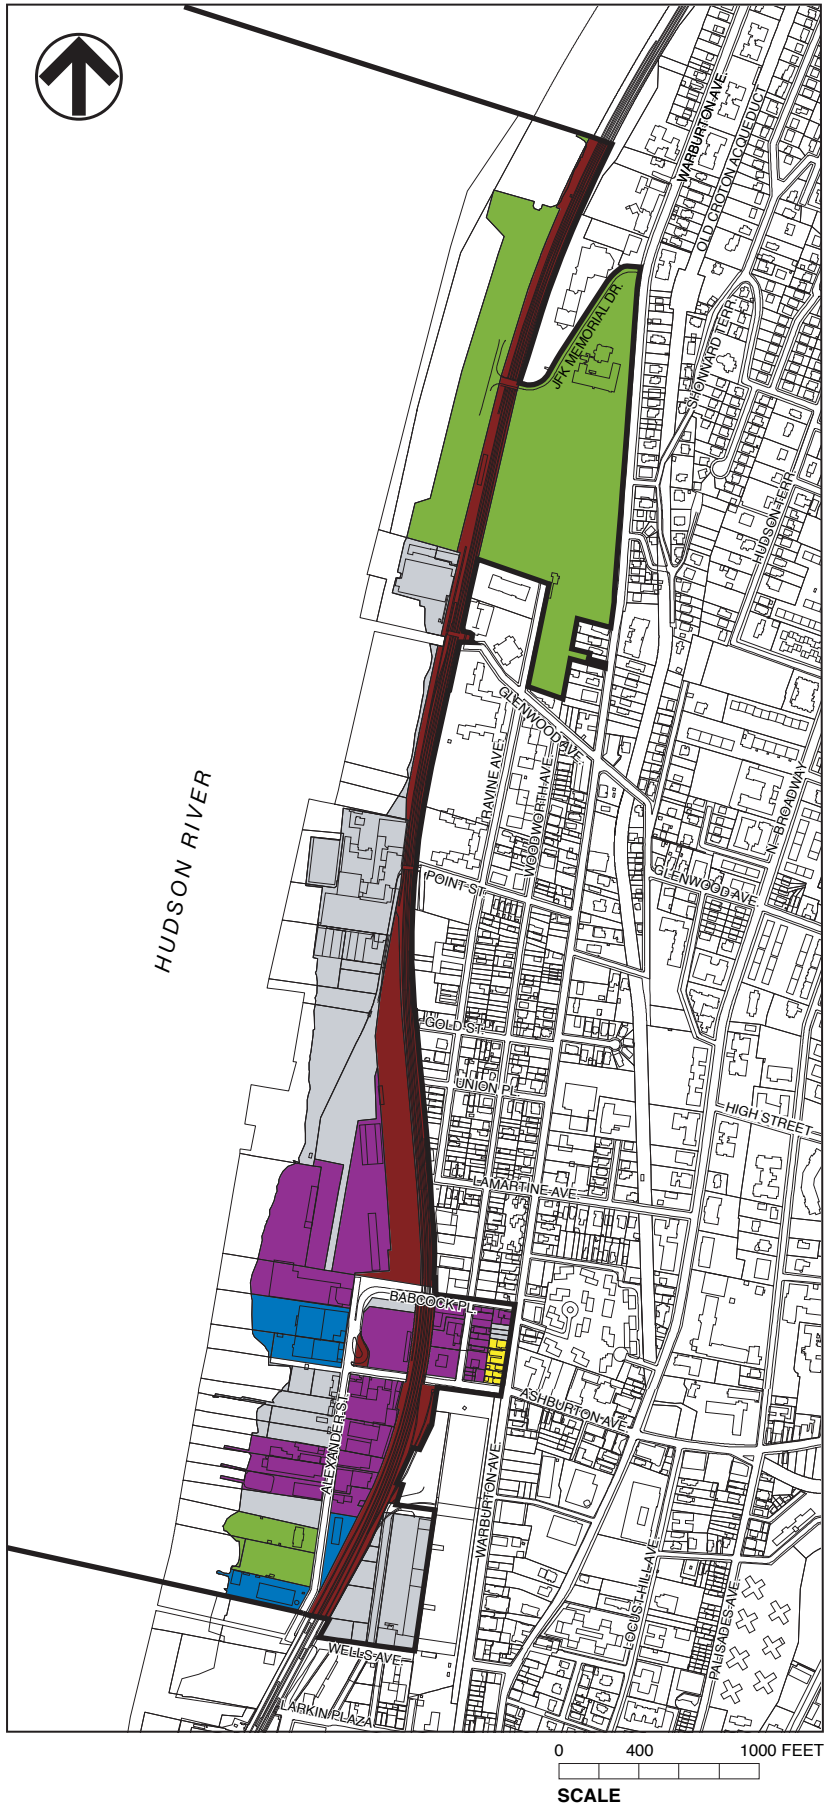 WARBURTON AVE.
OLD CROTON ACQUEDUCT
JFK MEMORIAL DR.
SHONNARD TERR.
HUDSON TERR.
GLENWOOD AVE.
RAVINE AVE.
WOODWORTH AVE.
N. BROADWAY
HUDSON RIVER
POINT ST.
GLENWOOD AVE.
GOLD ST.
UNION PL.
HIGH STREET
LAMARTINE AVE.
BABCOCK PL.
ASHBURTON AVE.
ALEXANDER ST.
WARBURTON AVE.
LOCUST HILL AVE.
PALISADES AVE.
WELLS AVE.
LARKIN PLAZA
0 400 1000 FEET
SCALE